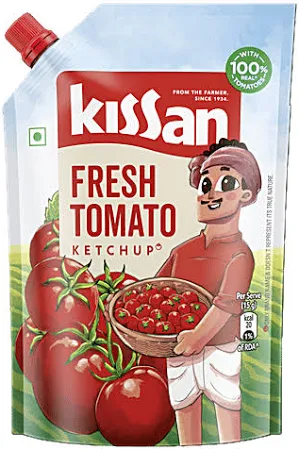 WITH
100%
REAL*
TOMATOES
FROM THE FARMER.
SINCE 1934.
kissan
FRESH
TOMATO
KETCHUP
Per Serve
(15 g)
kcal
20
1%
of RDA*